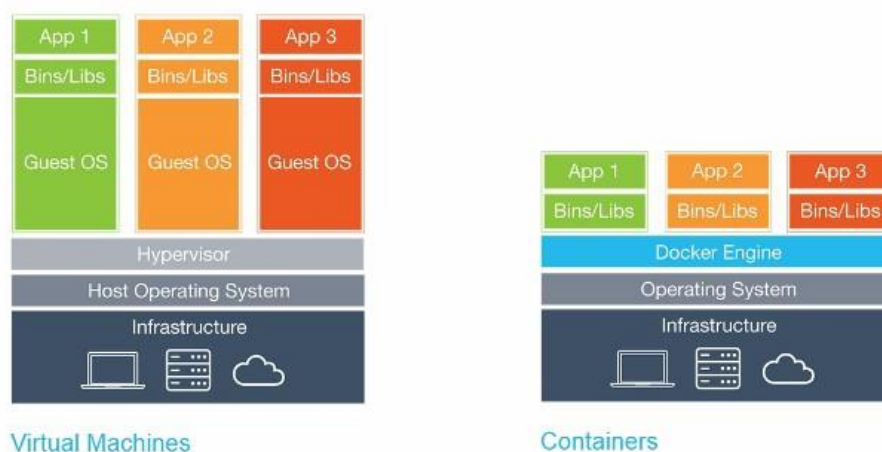 App 1
App 2
App 3
Bins/Libs
Bins/Libs
Bins/Libs
Guest OS
Guest OS
Guest OS
Hypervisor
Host Operating System
Infrastructure
Virtual Machines
App 1
App 2
App 3
Bins/Libs
Bins/Libs
Bins/Libs
Docker Engine
Operating System
Infrastructure
Containers